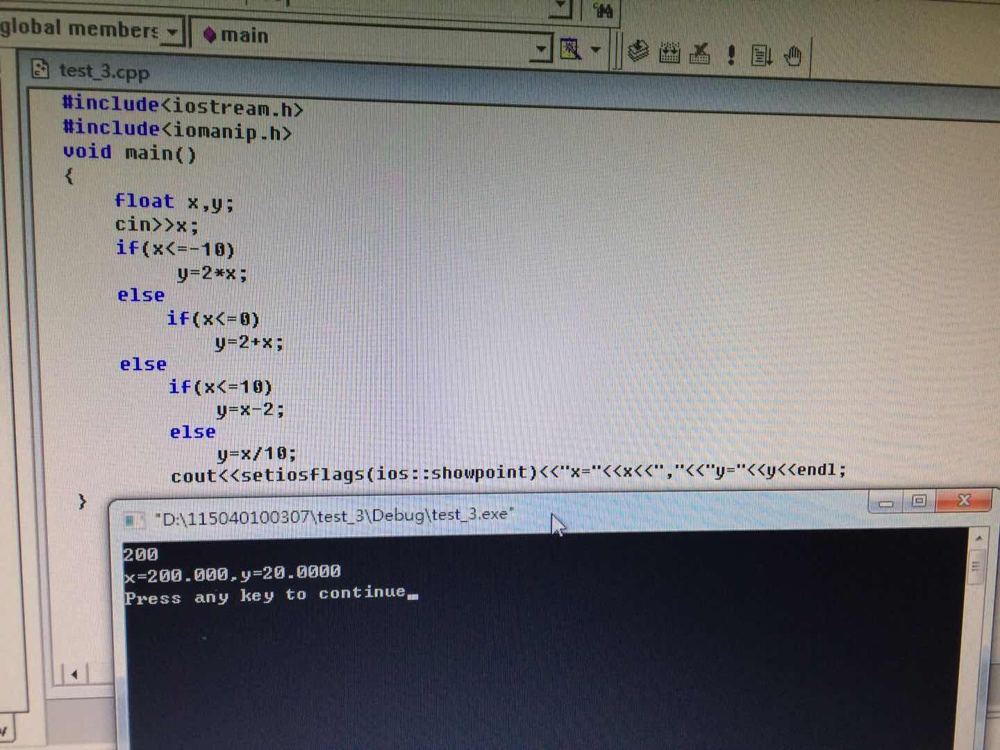 global members
main
test_3.cpp
#include<iostream.h>
#include<iomanip.h>
void main()
{
float x,y;
cin>>x;
if(x<=-10)
y=2*x;
else
if(x<=0)
y=2+x;
else
if(x<=10)
y=x-2;
else
y=x/10;
cout<<setiosflags(ios::showpoint)<<"x="<<x<<","<<"y="<<y<<endl;
}
"D:\115040100307\test_3\Debug\test_3.exe"
200
x=200.000,y=20.0000
Press any key to continue_